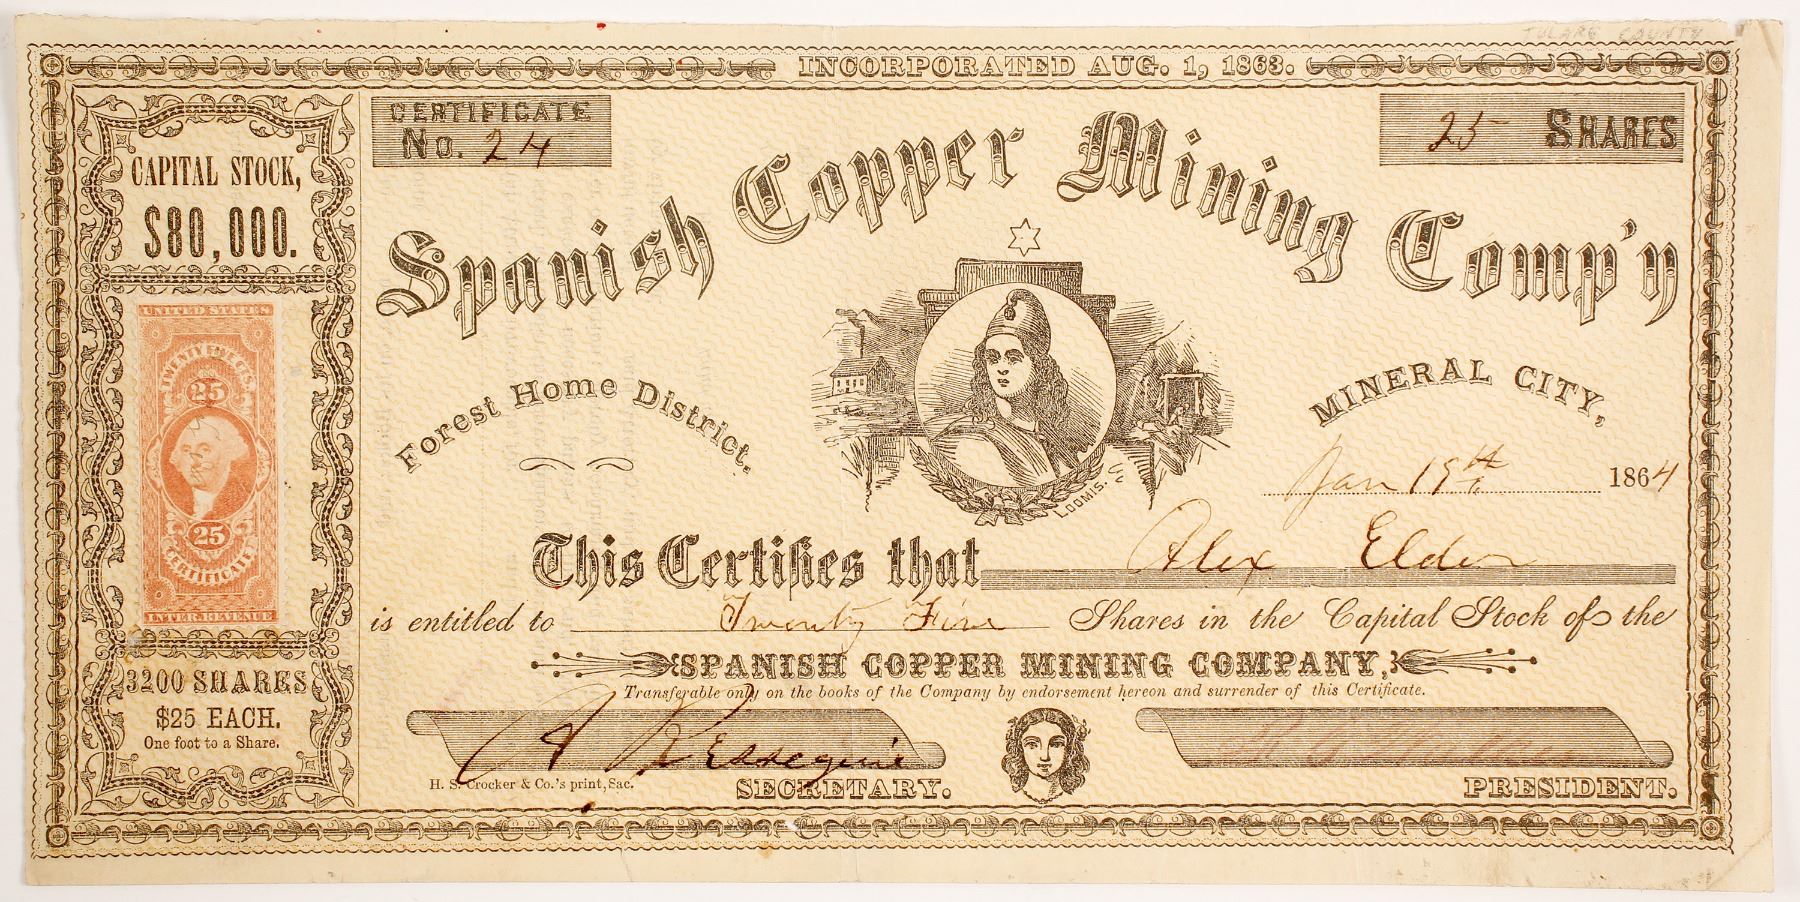 TULARE COUNTY
INCORPORATED AUG. 1, 1863.
CERTIFICATE
No. 24
25 SHARES
CAPITAL STOCK,
$80,000.
Spanish Copper Mining Comp'y
UNITED STATES
TWENTY FIVE CTS.
25
25
CERTIFICATE
INTER. REVENUE
Forest Home District.
LOOMIS.
MINERAL CITY,
Jan 19th 1864
This Certifies that Alex Elder
is entitled to Twenty Five Shares in the Capital Stock of the
SPANISH COPPER MINING COMPANY,
Transferable only on the books of the Company by endorsement hereon and surrender of this Certificate.
3200 SHARES
$25 EACH.
One foot to a Share.
H. S. Crocker & Co.'s print, Sac.
SECRETARY.
PRESIDENT.